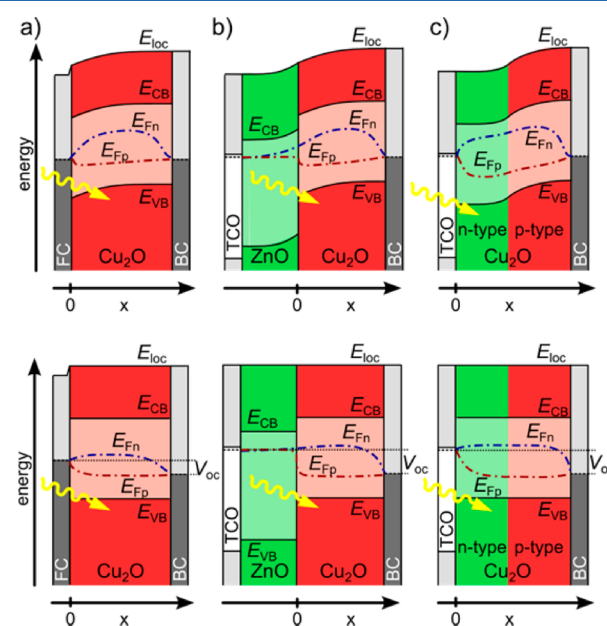 a)
b)
c)
E_loc
E_loc
E_loc
E_CB
E_Fn
E_Fp
E_VB
energy
FC
Cu₂O
BC
0
x
E_CB
E_Fn
E_Fp
E_VB
TCO
ZnO
Cu₂O
BC
0
x
E_CB
E_Fn
E_Fp
E_VB
TCO
n-type
p-type
Cu₂O
BC
0
x
E_loc
E_CB
E_Fn
E_Fp
E_VB
V_oc
energy
FC
Cu₂O
BC
0
x
E_loc
E_CB
E_CB
E_Fn
E_Fp
E_VB
E_VB
V_oc
TCO
ZnO
Cu₂O
BC
0
x
E_loc
E_CB
E_Fn
E_Fp
E_VB
V_oc
TCO
n-type
p-type
Cu₂O
BC
0
x